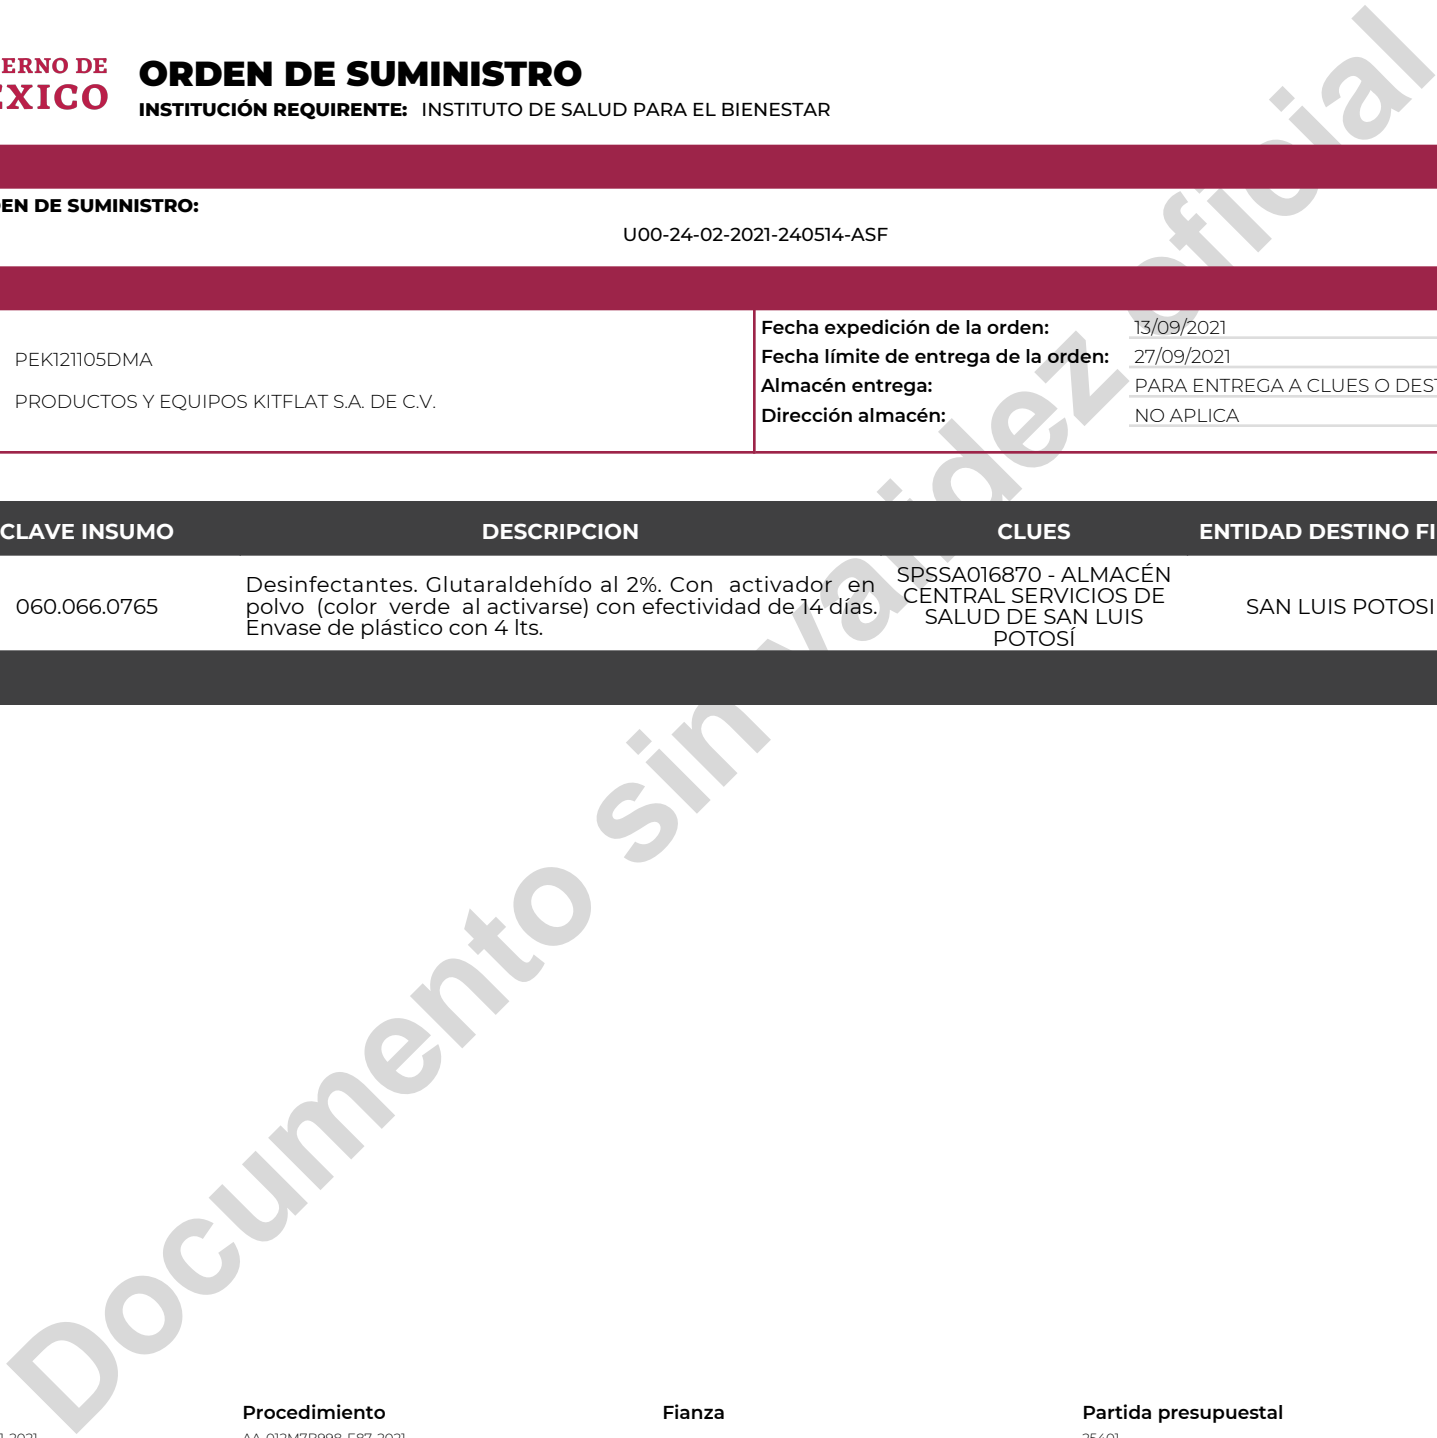 ERNO DE
EXICO
ORDEN DE SUMINISTRO
INSTITUCIÓN REQUIRENTE: INSTITUTO DE SALUD PARA EL BIENESTAR
EN DE SUMINISTRO:
U00-24-02-2021-240514-ASF
PEK121105DMA
PRODUCTOS Y EQUIPOS KITFLAT S.A. DE C.V.
Fecha expedición de la orden: 13/09/2021
Fecha límite de entrega de la orden: 27/09/2021
Almacén entrega: PARA ENTREGA A CLUES O DEST
Dirección almacén: NO APLICA
CLAVE INSUMO DESCRIPCION CLUES ENTIDAD DESTINO FI
060.066.0765
Desinfectantes. Glutaraldehído al 2%. Con activador en
polvo (color verde al activarse) con efectividad de 14 días.
Envase de plástico con 4 lts.
SPSSA016870 - ALMACÉN
CENTRAL SERVICIOS DE
SALUD DE SAN LUIS
POTOSÍ
SAN LUIS POTOSI
Documento sin validez oficial
Procedimiento Fianza Partida presupuestal